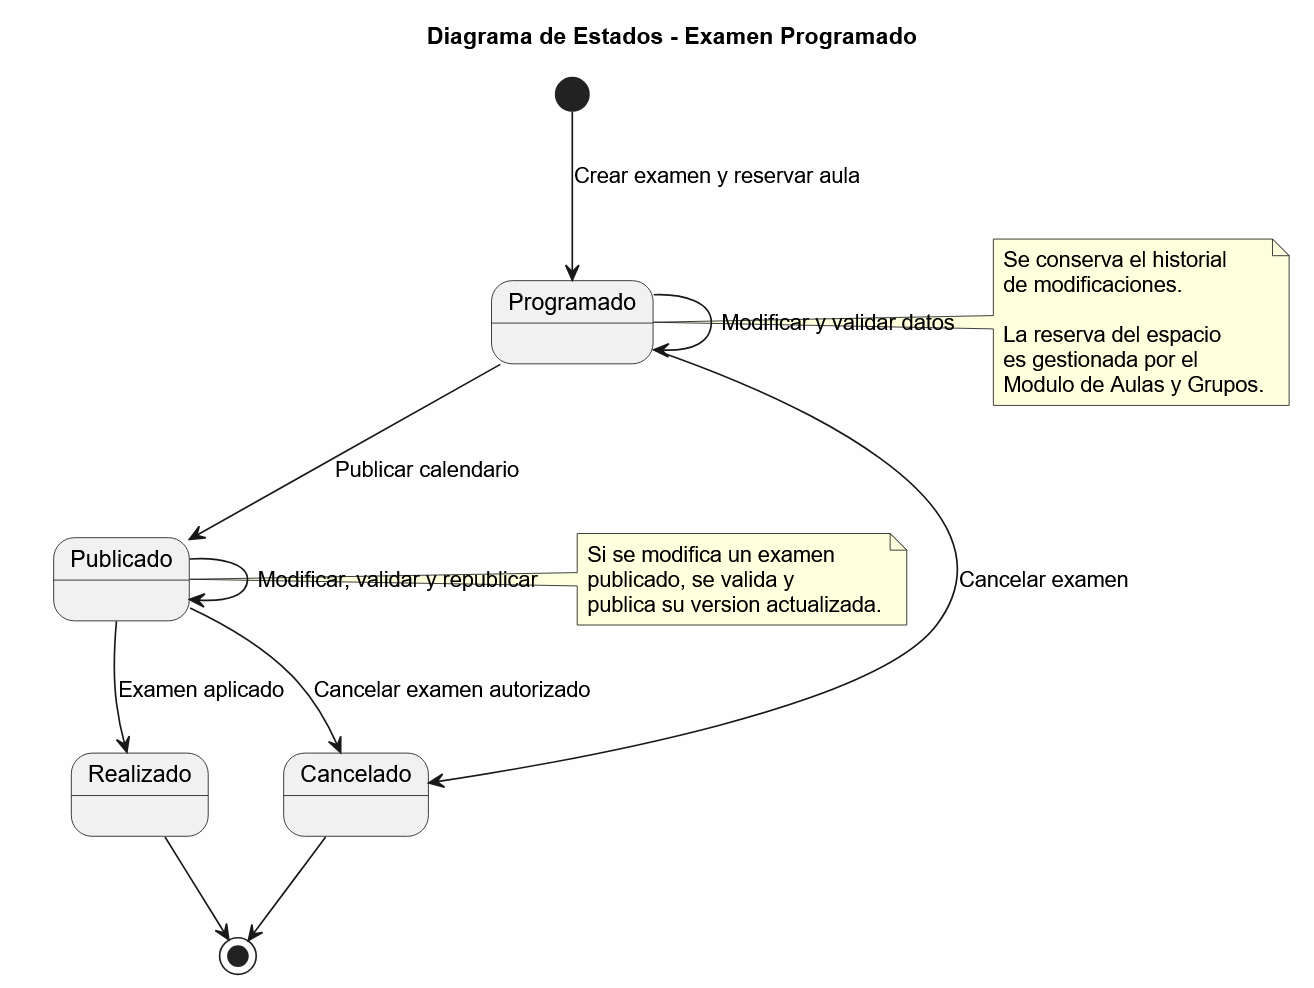 Diagrama de Estados - Examen Programado
Crear examen y reservar aula
Programado
Modificar y validar datos
Se conserva el historial
de modificaciones.
La reserva del espacio
es gestionada por el
Modulo de Aulas y Grupos.
Publicar calendario
Publicado
Modificar, validar y republicar
Si se modifica un examen
publicado, se valida y
publica su version actualizada.
Cancelar examen
Examen aplicado
Cancelar examen autorizado
Realizado
Cancelado